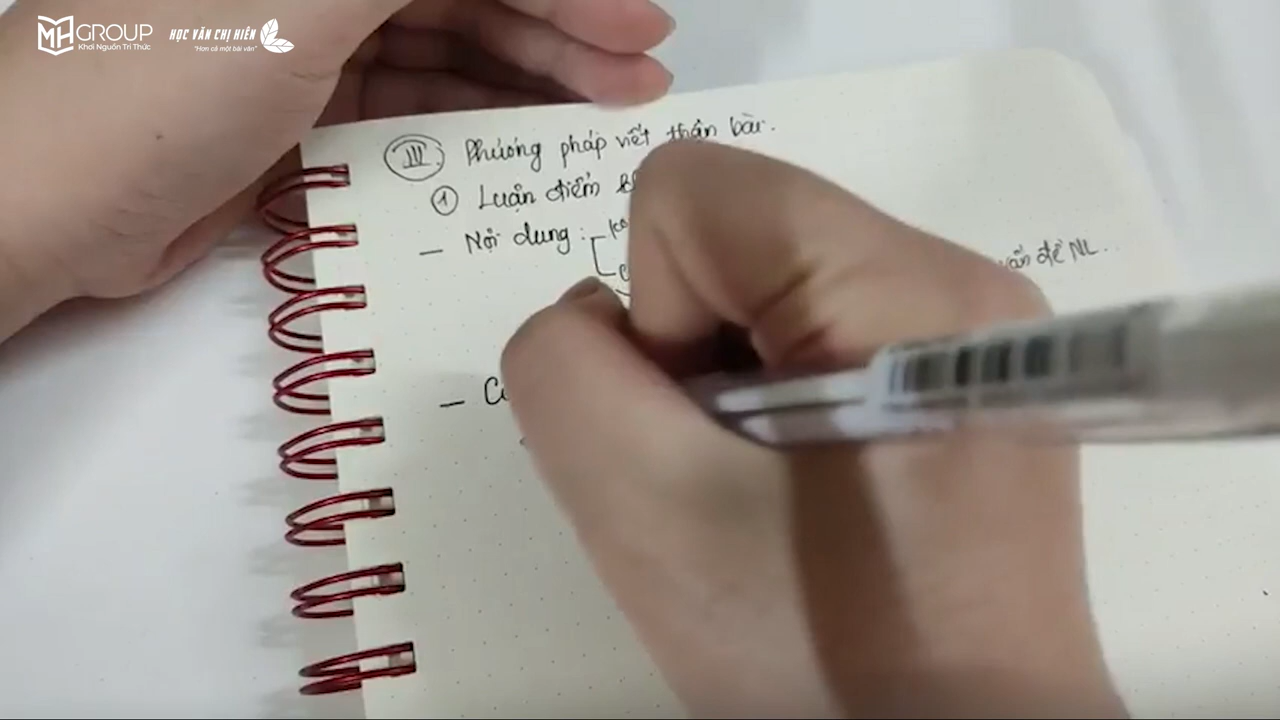 MH GROUP
Khơi Nguồn Tri Thức
HỌC VĂN CHỊ HIÊN
"Hơn cả một bài văn"
III Phương pháp viết thân bài.
1 Luận điểm
- Nội dung:
vấn đề NL...
-